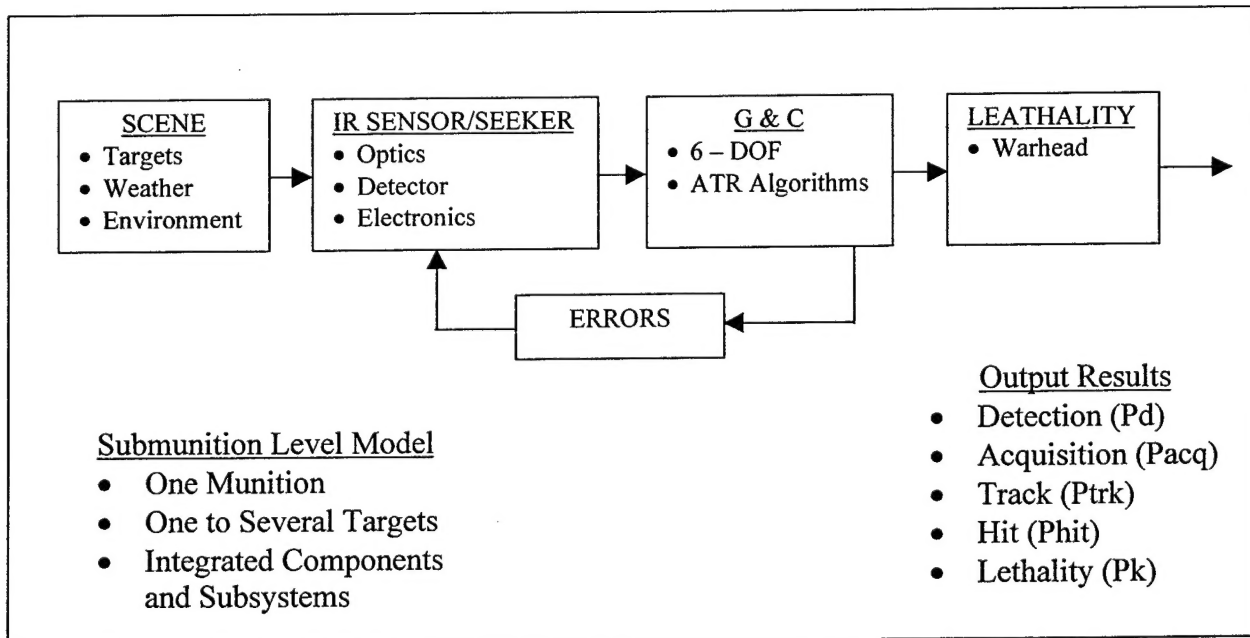 SCENE
• Targets
• Weather
• Environment
IR SENSOR/SEEKER
• Optics
• Detector
• Electronics
G & C
• 6 – DOF
• ATR Algorithms
LEATHALITY
• Warhead
ERRORS
Submunition Level Model
• One Munition
• One to Several Targets
• Integrated Components
and Subsystems
Output Results
• Detection (Pd)
• Acquisition (Pacq)
• Track (Ptrk)
• Hit (Phit)
• Lethality (Pk)